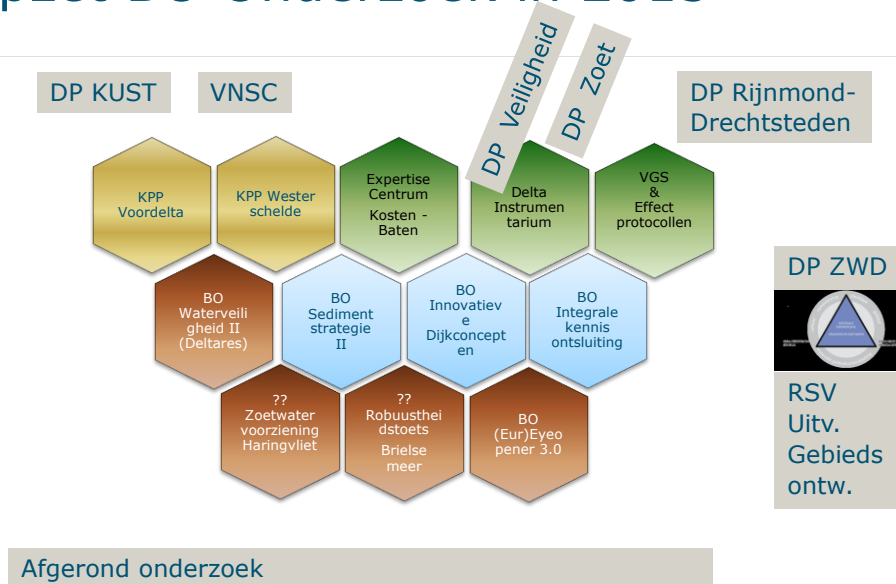 DP KUST
VNSC
DP Veiligheid
DP Zoet
DP Rijnmond-
Drechtsteden
KPP
Voordelta
KPP Wester
schelde
Expertise
Centrum
Kosten -
Baten
Delta
Instrumen
tarium
VGS
&
Effect
protocollen
BO
Waterveili
gheid II
(Deltares)
BO
Sediment
strategie
II
BO
Innovatiev
e
Dijkconcept
en
BO
Integrale
kennis
ontsluiting
DP ZWD
??
Zoetwater
voorziening
Haringvliet
??
Robuusthei
dstoets
Brielse
meer
BO
(Eur)Eyeo
pener 3.0
RSV
Uitv.
Gebieds
ontw.
Afgerond onderzoek